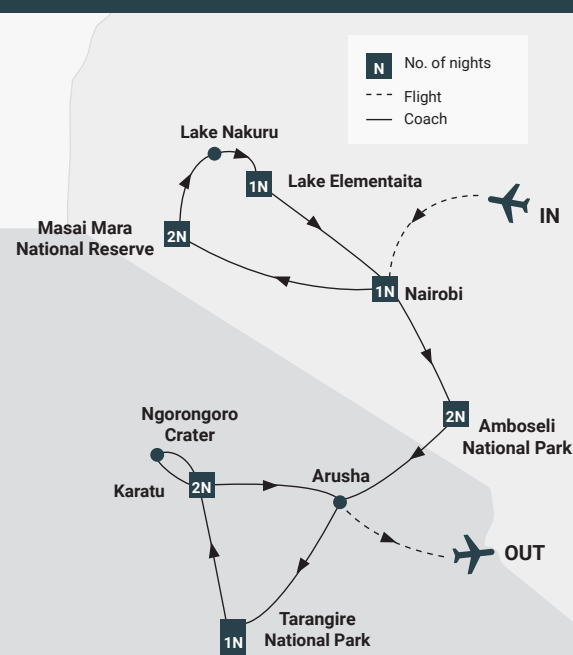 N No. of nights
Flight
Coach
Lake Nakuru
1N Lake Elementaita
IN
Masai Mara
National Reserve
2N
1N Nairobi
2N
Amboseli
National Park
Ngorongoro
Crater
Karatu
2N
Arusha
OUT
Tarangire
National Park
1N